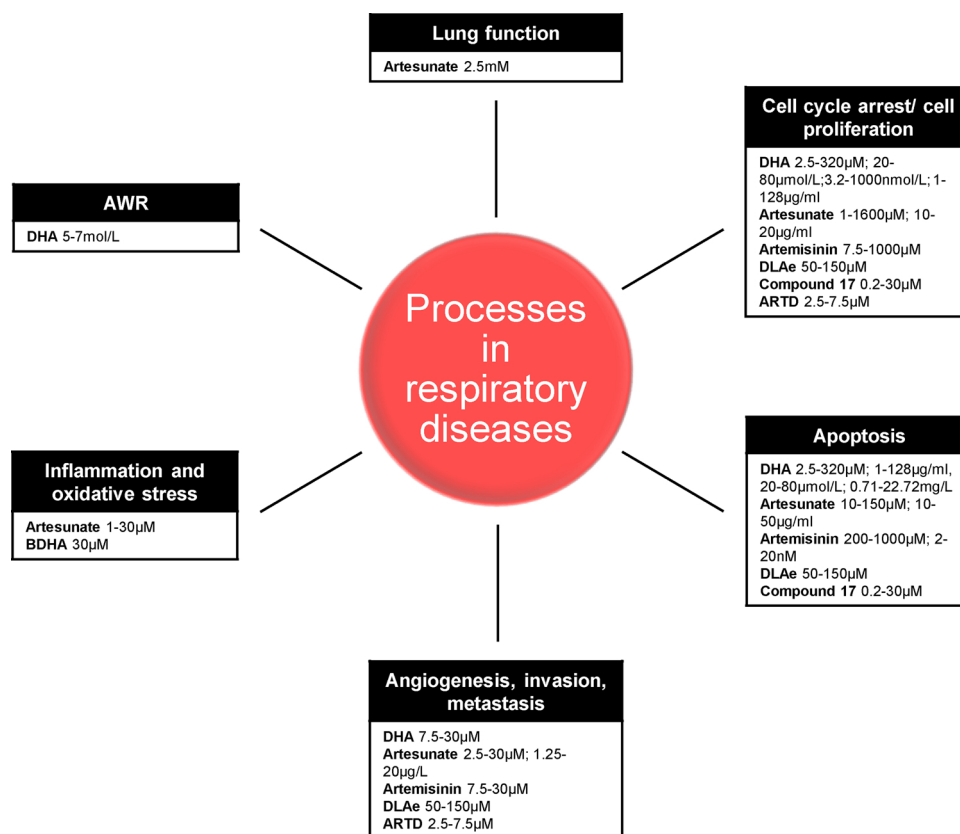 Lung function
Artesunate 2.5mM
Cell cycle arrest/ cell
proliferation
DHA 2.5-320µM; 20-
80µmol/L;3.2-1000nmol/L; 1-
128µg/ml
Artesunate 1-1600µM; 10-
20µg/ml
Artemisinin 7.5-1000µM
DLAe 50-150µM
Compound 17 0.2-30µM
ARTD 2.5-7.5µM
AWR
DHA 5-7mol/L
Processes
in
respiratory
diseases
Apoptosis
DHA 2.5-320µM; 1-128µg/ml,
20-80µmol/L; 0.71-22.72mg/L
Artesunate 10-150µM; 10-
50µg/ml
Artemisinin 200-1000µM; 2-
20nM
DLAe 50-150µM
Compound 17 0.2-30µM
Inflammation and
oxidative stress
Artesunate 1-30µM
BDHA 30µM
Angiogenesis, invasion,
metastasis
DHA 7.5-30µM
Artesunate 2.5-30µM; 1.25-
20µg/L
Artemisinin 7.5-30µM
DLAe 50-150µM
ARTD 2.5-7.5µM